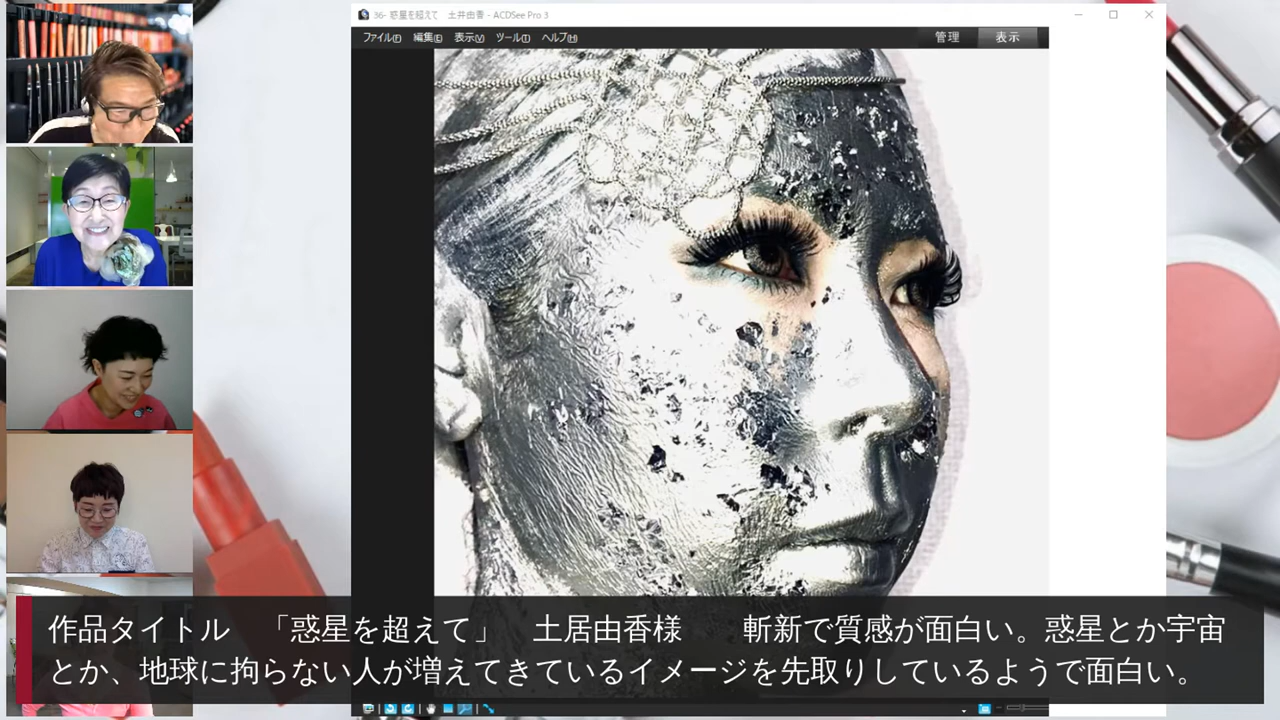 36- 惑星を超えて　土井由香 - ACDSee Pro 3
ファイル(F) 編集(E) 表示(V) ツール(T) ヘルプ(H)
管理 表示
作品タイトル　「惑星を超えて」　土居由香様　　斬新で質感が面白い。惑星とか宇宙
とか、地球に拘らない人が増えてきているイメージを先取りしているようで面白い。